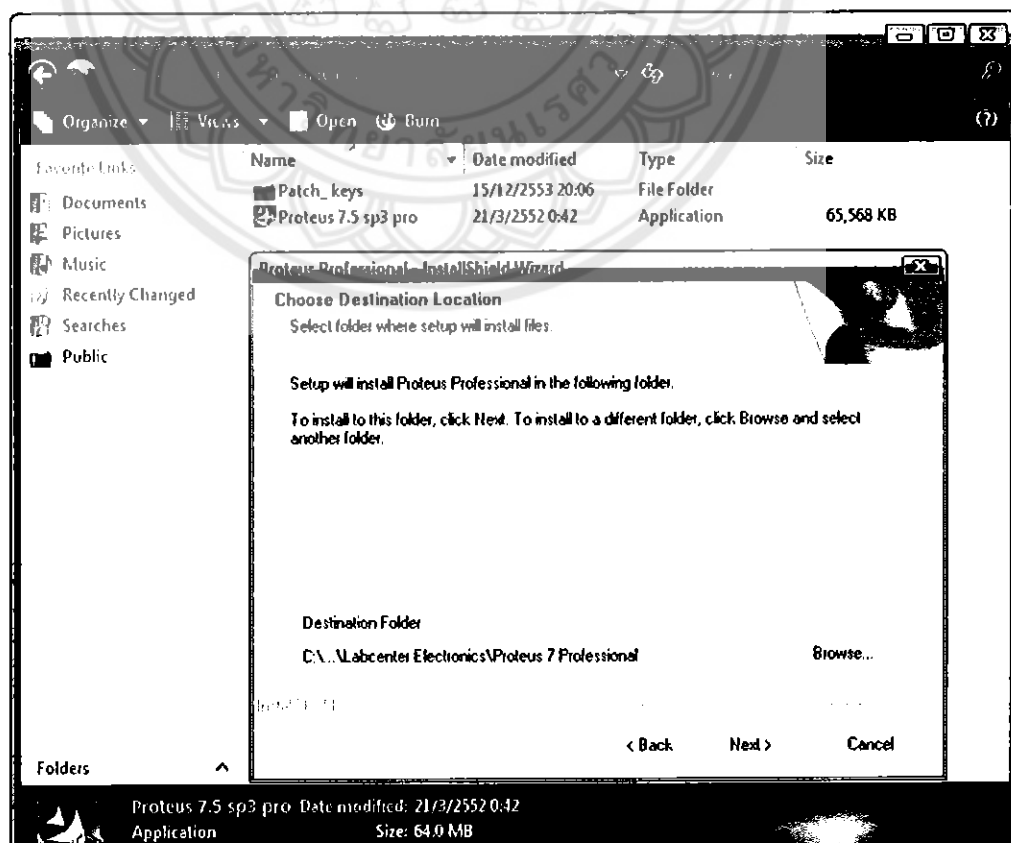 Organize Views Open Burn
Favorite Links
Documents
Pictures
Music
Recently Changed
Searches
Public
Folders
Name Date modified Type Size
Patch_keys 15/12/2553 20:06 File Folder
Proteus 7.5 sp3 pro 21/3/2552 0:42 Application 65,568 KB
Proteus Professional - InstallShield Wizard
Choose Destination Location
Select folder where setup will install files.
Setup will install Proteus Professional in the following folder.
To install to this folder, click Next. To install to a different folder, click Browse and select
another folder.
Destination Folder
C:\...\Labcenter Electronics\Proteus 7 Professional Browse...
< Back Next > Cancel
Proteus 7.5 sp3 pro Date modified: 21/3/2552 0:42
Application Size: 64.0 MB